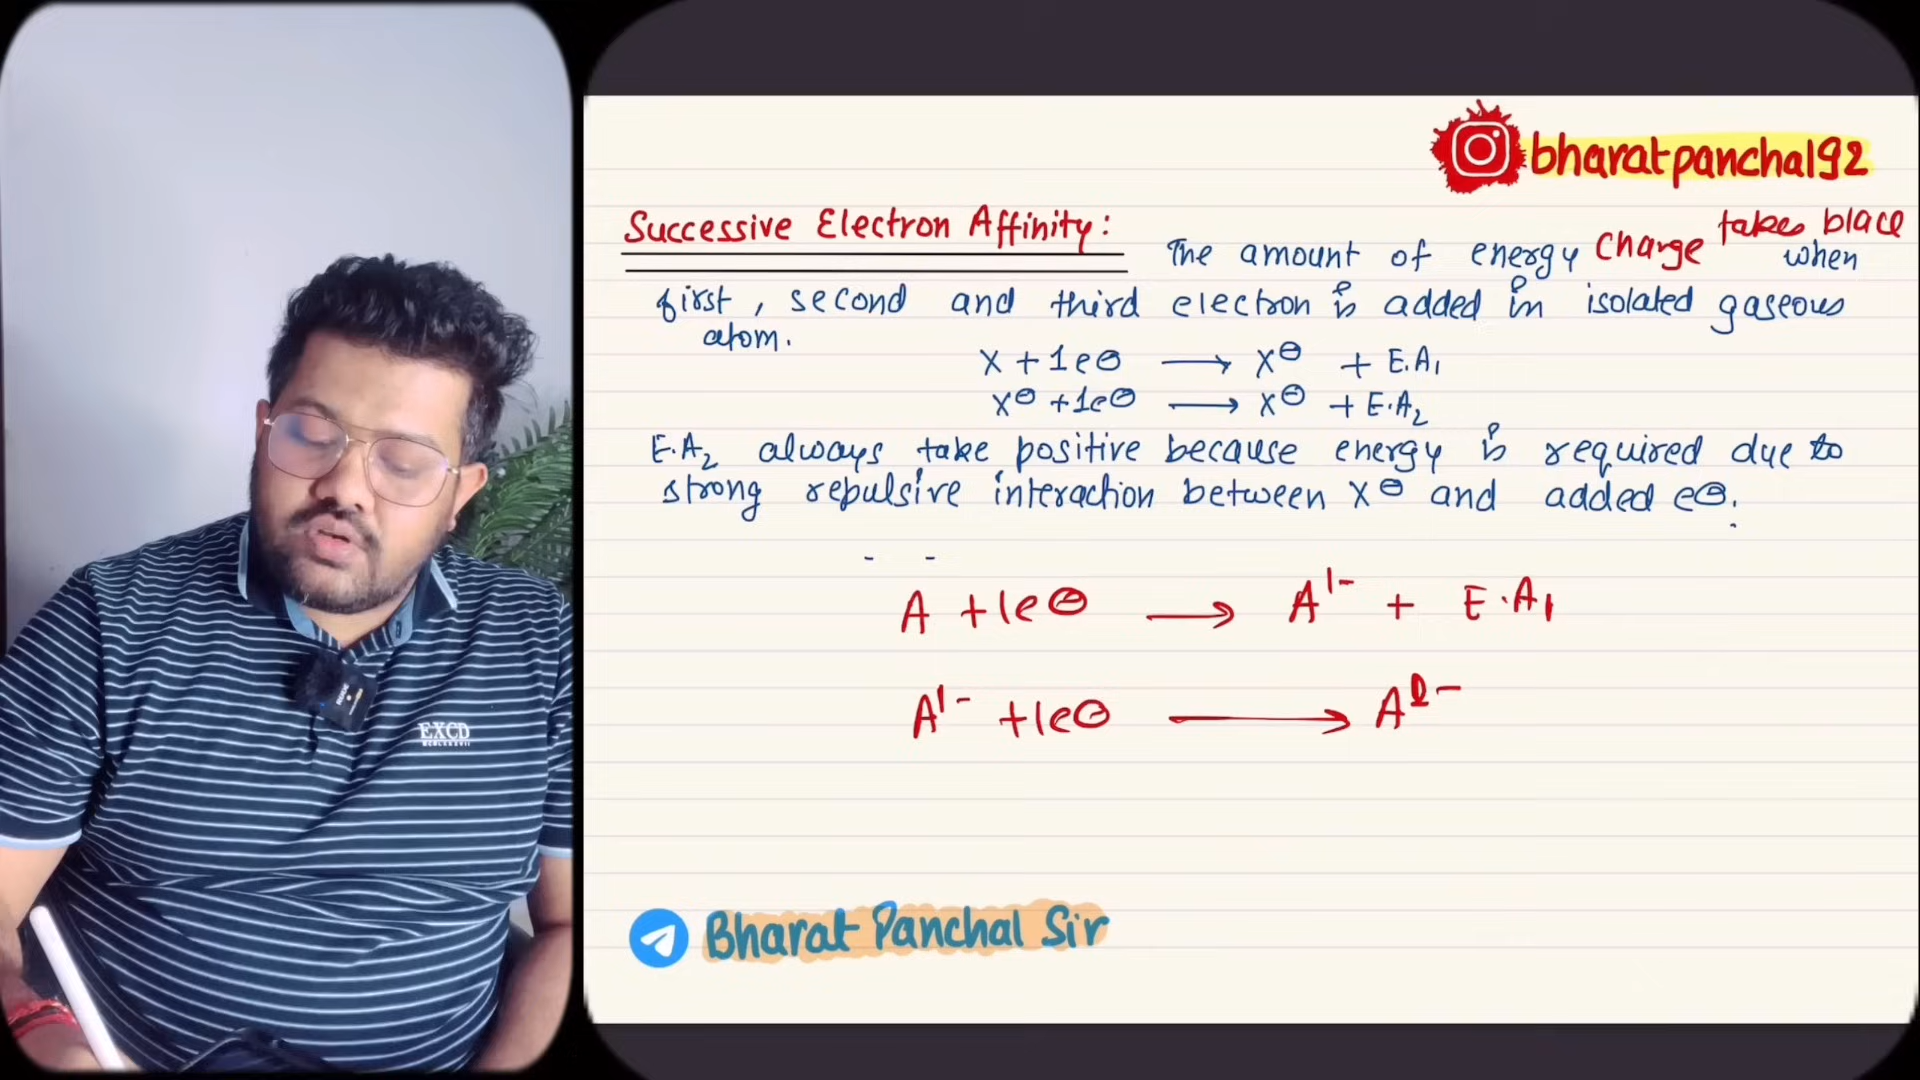 bharatpanchal92
Successive Electron Affinity:
The amount of energy Charge takes blace when
first, second and third electron is added in isolated gaseous
atom.
X + 1e⊖ ⟶ X⊖ + E.A₁
X⊖ + 1e⊖ ⟶ X⊖ + E.A₂
E.A₂ always take positive because energy is required due to
strong repulsive interaction between X⊖ and added e⊖.
A + 1e⊖ ⟶ A¹⁻ + E.A₁
A¹⁻ + 1e⊖ ⟶ A²⁻
EXCD
Bharat Panchal Sir